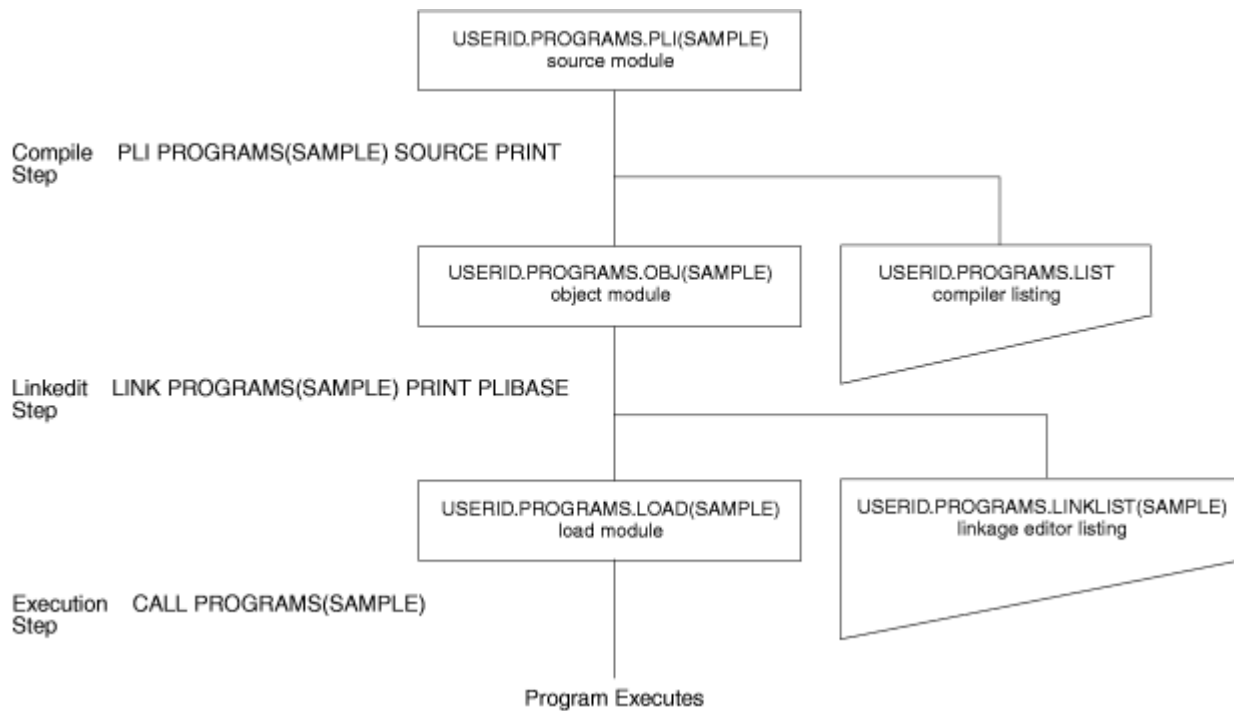 USERID.PROGRAMS.PLI(SAMPLE)
source module
Compile PLI PROGRAMS(SAMPLE) SOURCE PRINT
Step
USERID.PROGRAMS.OBJ(SAMPLE)
object module
USERID.PROGRAMS.LIST
compiler listing
Linkedit LINK PROGRAMS(SAMPLE) PRINT PLIBASE
Step
USERID.PROGRAMS.LOAD(SAMPLE)
load module
USERID.PROGRAMS.LINKLIST(SAMPLE)
linkage editor listing
Execution CALL PROGRAMS(SAMPLE)
Step
Program Executes